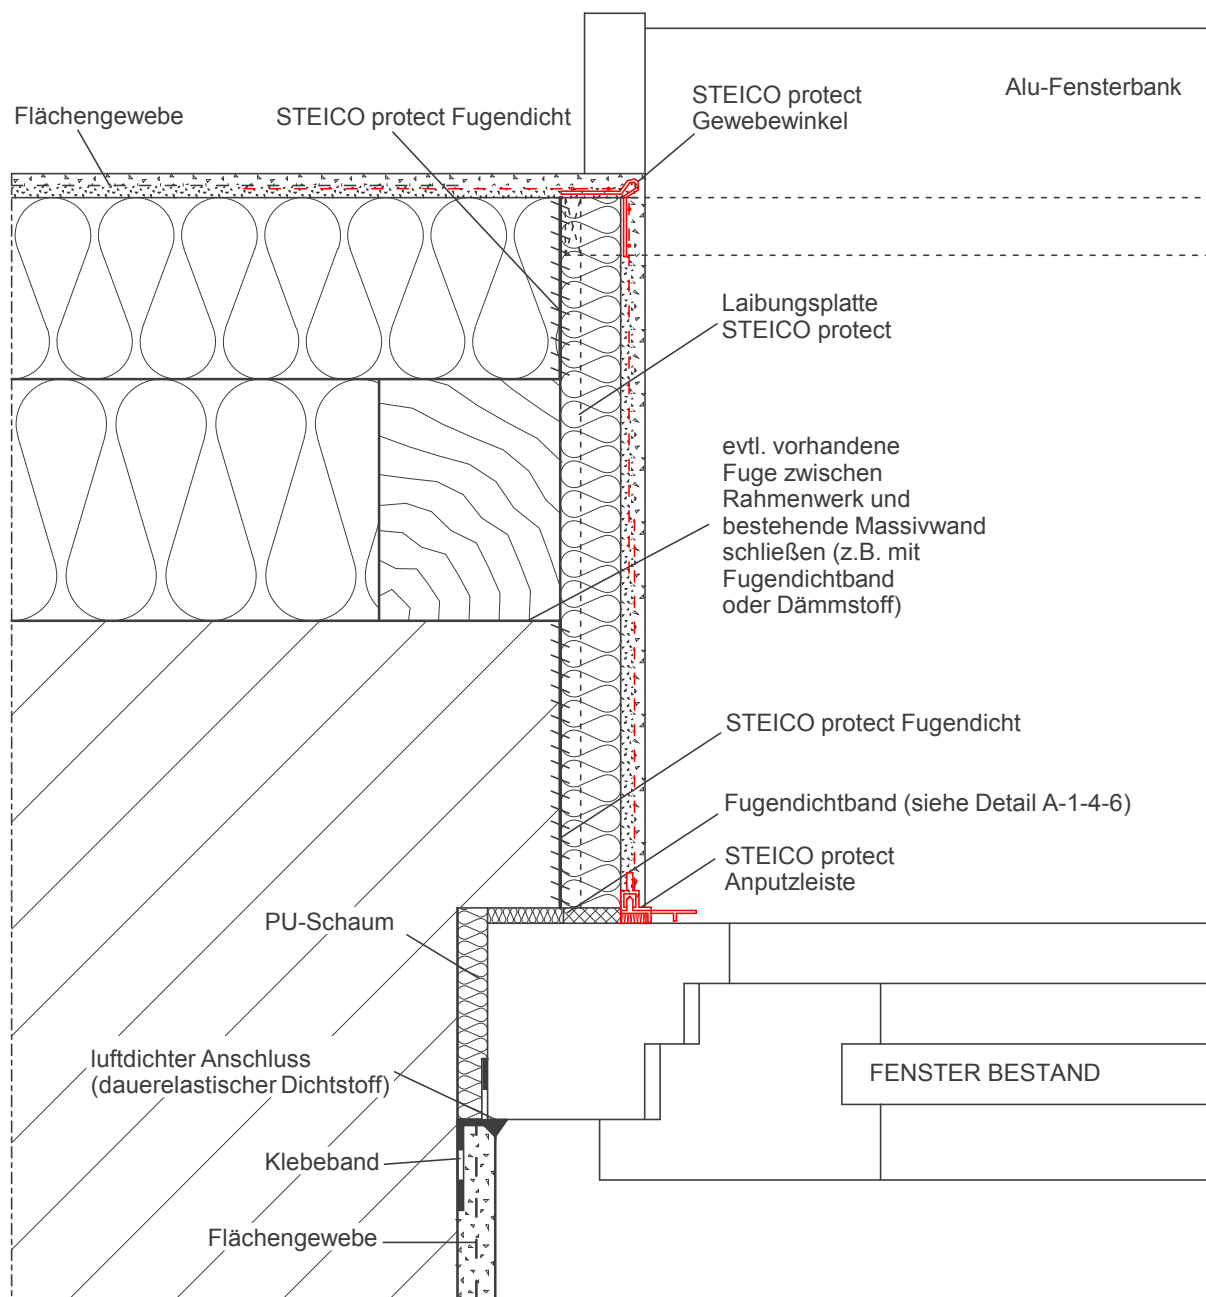 Alu-Fensterbank
STEICO protect
Gewebewinkel
Flächengewebe
STEICO protect Fugendicht
Laibungsplatte
STEICO protect
evtl. vorhandene
Fuge zwischen
Rahmenwerk und
bestehende Massivwand
schließen (z.B. mit
Fugendichtband
oder Dämmstoff)
STEICO protect Fugendicht
Fugendichtband (siehe Detail A-1-4-6)
STEICO protect
Anputzleiste
PU-Schaum
luftdichter Anschluss
(dauerelastischer Dichtstoff)
FENSTER BESTAND
Klebeband
Flächengewebe